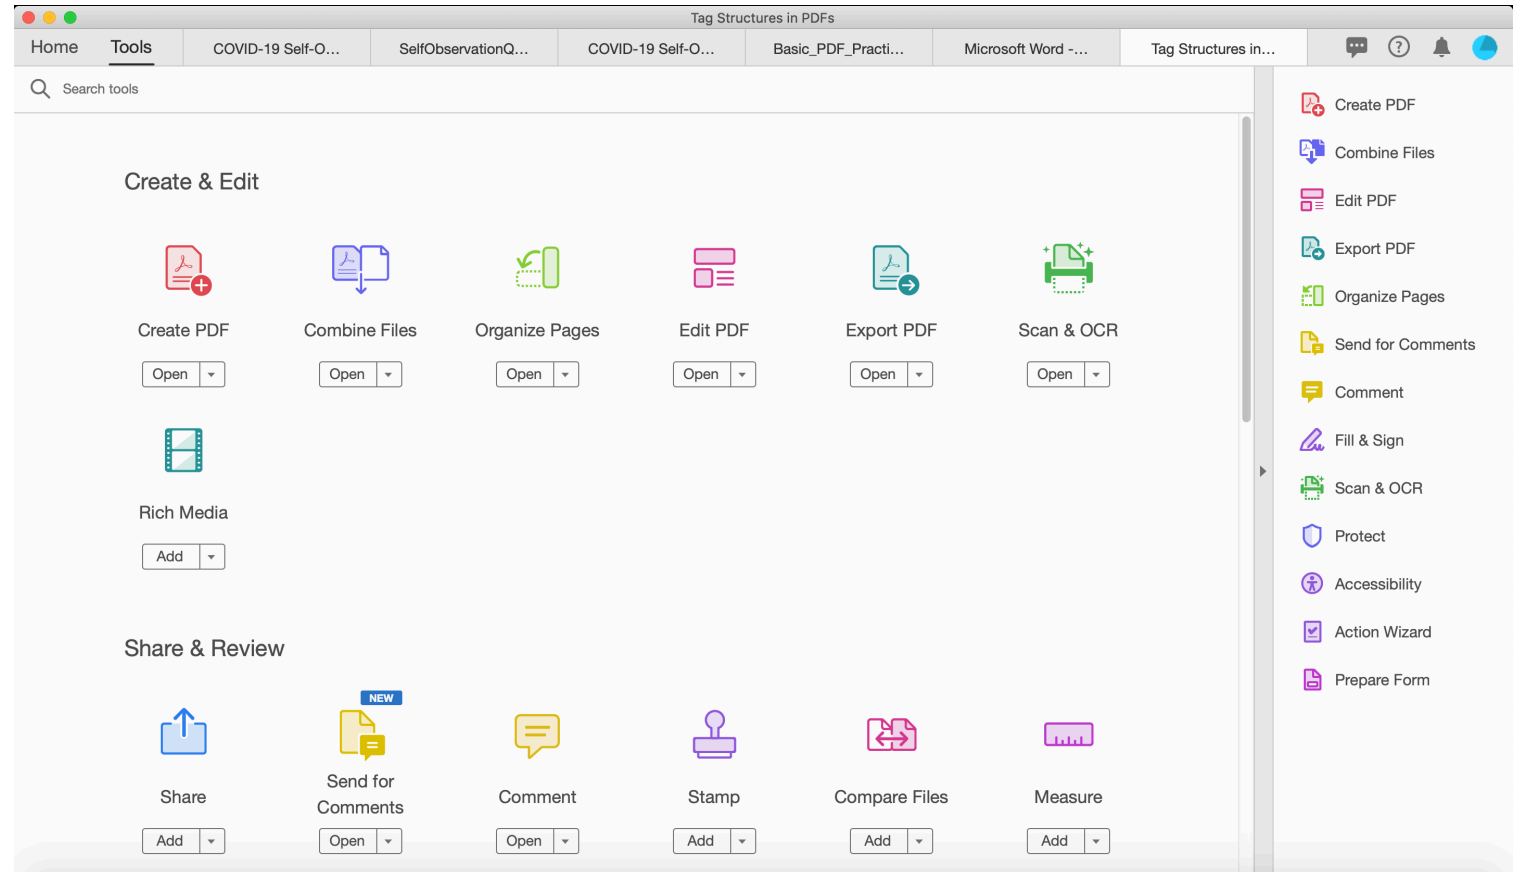 Tag Structures in PDFs
Home Tools COVID-19 Self-O... SelfObservationQ... COVID-19 Self-O... Basic_PDF_Practi... Microsoft Word -... Tag Structures in...
Search tools
Create & Edit
Create PDF Combine Files Organize Pages Edit PDF Export PDF Scan & OCR
Open Open Open Open Open Open
Rich Media
Add
Share & Review
NEW
Share Send for Comments Comment Stamp Compare Files Measure
Add Open Open Add Add Add
Create PDF
Combine Files
Edit PDF
Export PDF
Organize Pages
Send for Comments
Comment
Fill & Sign
Scan & OCR
Protect
Accessibility
Action Wizard
Prepare Form